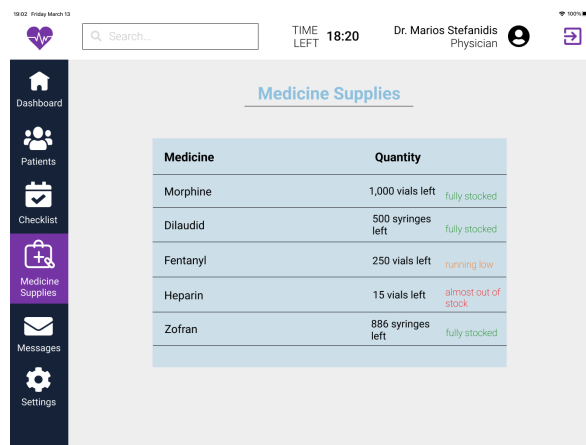 19:02 Friday March 13
100%
Search...
TIME LEFT 18:20
Dr. Marios Stefanidis
Physician
Dashboard
Patients
Checklist
Medicine Supplies
Messages
Settings
Medicine Supplies
Medicine Quantity
Morphine 1,000 vials left fully stocked
Dilaudid 500 syringes left fully stocked
Fentanyl 250 vials left running low
Heparin 15 vials left almost out of stock
Zofran 886 syringes left fully stocked